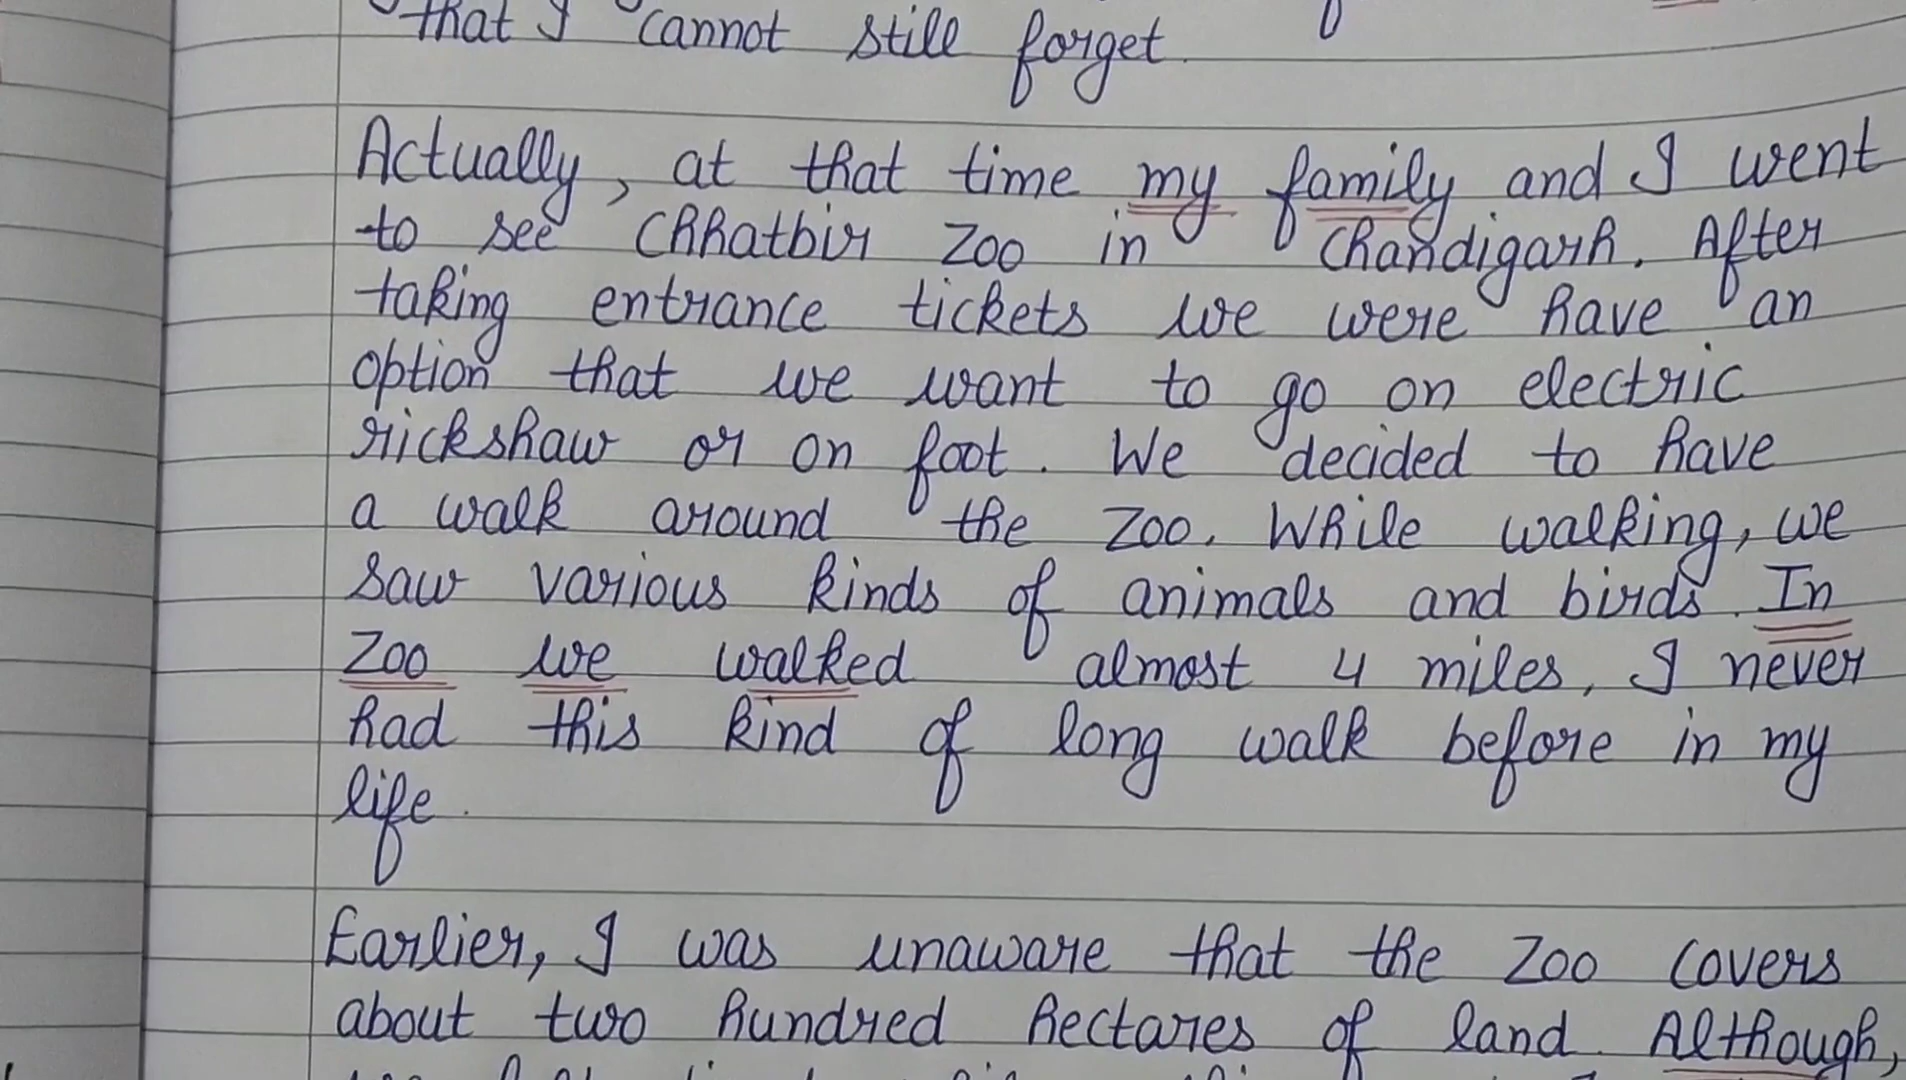 that I cannot still forget.
Actually, at that time my family and I went
to see Chhatbir Zoo in Chandigarh. After
taking entrance tickets we were have an
option that we want to go on electric
rickshaw or on foot. We decided to have
a walk around the zoo. While walking, we
saw various kinds of animals and birds. In
Zoo we walked almost 4 miles, I never
had this kind of long walk before in my
life.
Earlier, I was unaware that the Zoo covers
about two hundred hectares of land. Although,